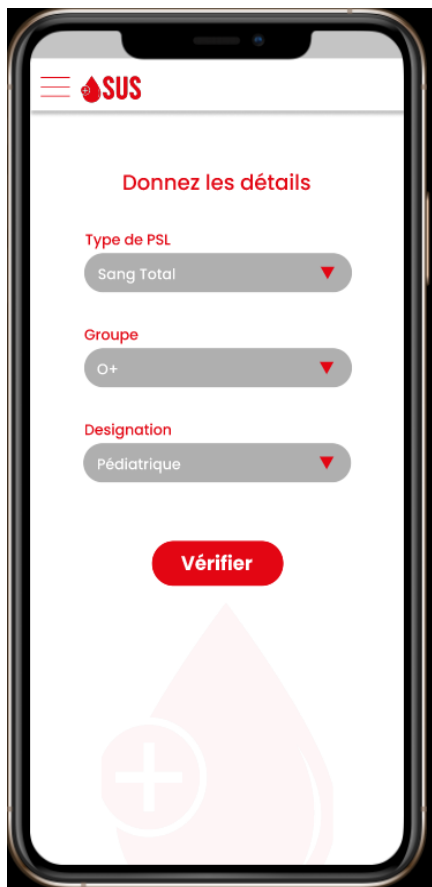 SUS
Donnez les détails
Type de PSL
Sang Total
Groupe
O+
Designation
Pédiatrique
Vérifier